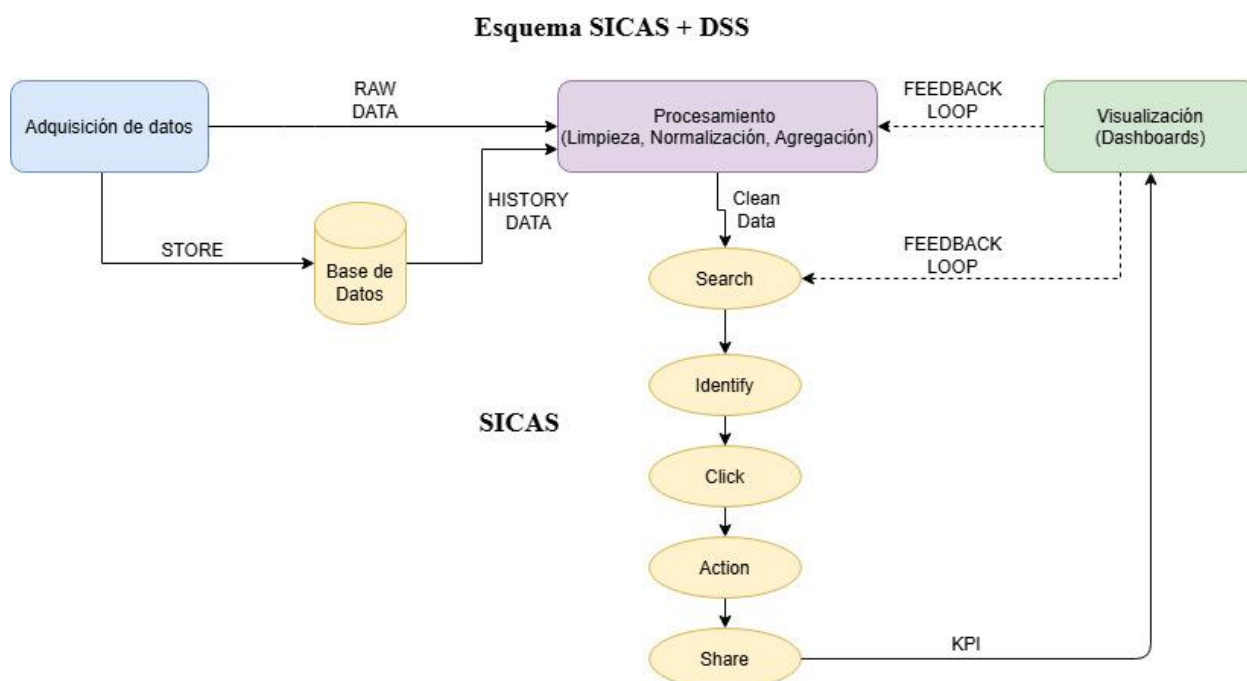 Esquema SICAS + DSS
Adquisición de datos
RAW
DATA
Procesamiento
(Limpieza, Normalización, Agregación)
FEEDBACK
LOOP
Visualización
(Dashboards)
STORE
Base de
Datos
HISTORY
DATA
Clean
Data
FEEDBACK
LOOP
Search
Identify
SICAS
Click
Action
Share
KPI